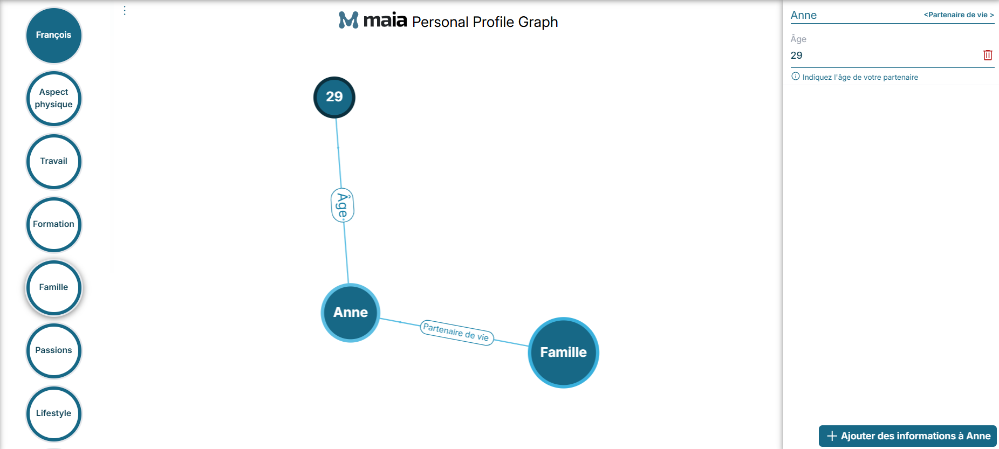 François
Aspect
physique
Travail
Formation
Famille
Passions
Lifestyle
maia Personal Profile Graph
29
Âge
Anne
Partenaire de vie
Famille
Anne
<Partenaire de vie >
Âge
29
Indiquez l'âge de votre partenaire
Ajouter des informations à Anne